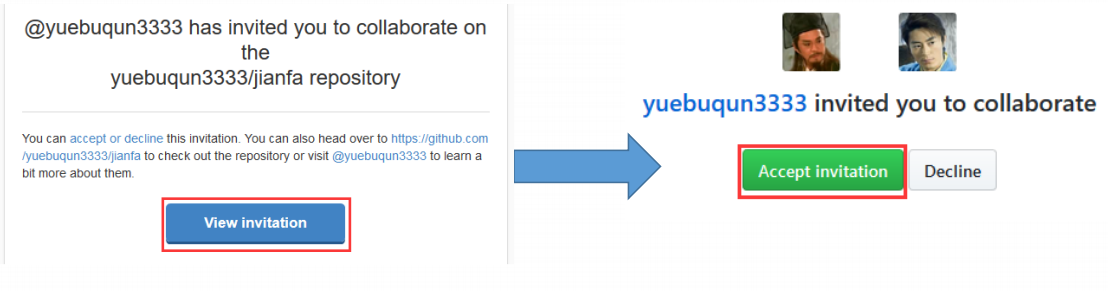 @yuebuqun3333 has invited you to collaborate on
the
yuebuqun3333/jianfa repository
You can accept or decline this invitation. You can also head over to https://github.com
/yuebuqun3333/jianfa to check out the repository or visit @yuebuqun3333 to learn a
bit more about them.
View invitation
yuebuqun3333 invited you to collaborate
Accept invitation
Decline